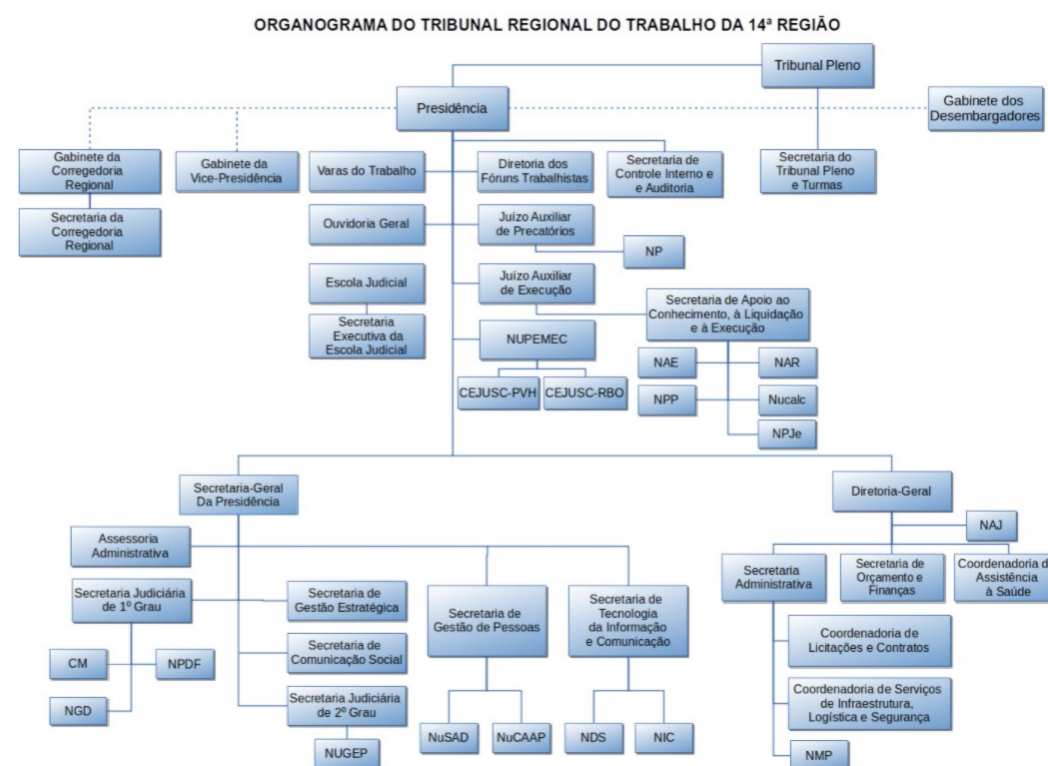 ORGANOGRAMA DO TRIBUNAL REGIONAL DO TRABALHO DA 14ª REGIÃO
Tribunal Pleno
Presidência
Gabinete dos
Desembargadores
Gabinete da
Corregedoria
Regional
Gabinete da
Vice-Presidência
Varas do Trabalho
Diretoria dos
Fóruns Trabalhistas
Secretaria de
Controle Interno e
e Auditoria
Secretaria do
Tribunal Pleno
e Turmas
Secretaria da
Corregedoria
Regional
Ouvidoria Geral
Juízo Auxiliar
de Precatórios
NP
Escola Judicial
Juízo Auxiliar
de Execução
Secretaria de Apoio ao
Conhecimento, à Liquidação
e à Execução
Secretaria
Executiva da
Escola Judicial
NUPEMEC
NAE
NAR
CEJUSC-PVH
CEJUSC-RBO
NPP
Nucalc
NPJe
Secretaria-Geral
Da Presidência
Diretoria-Geral
NAJ
Assessoria
Administrativa
Secretaria
Administrativa
Secretaria de
Orçamento e
Finanças
Coordenadoria d
Assistência
à Saúde
Secretaria Judiciária
de 1º Grau
Secretaria de
Gestão Estratégica
Secretaria de
Gestão de Pessoas
Secretaria de
Tecnologia
da Informação
e Comunicação
Coordenadoria de
Licitações e Contratos
CM
NPDF
Secretaria de
Comunicação Social
Coordenadoria de Serviços
de Infraestrutura,
Logística e Segurança
NGD
Secretaria Judiciária
de 2º Grau
NuSAD
NuCAAP
NDS
NIC
NUGEP
NMP